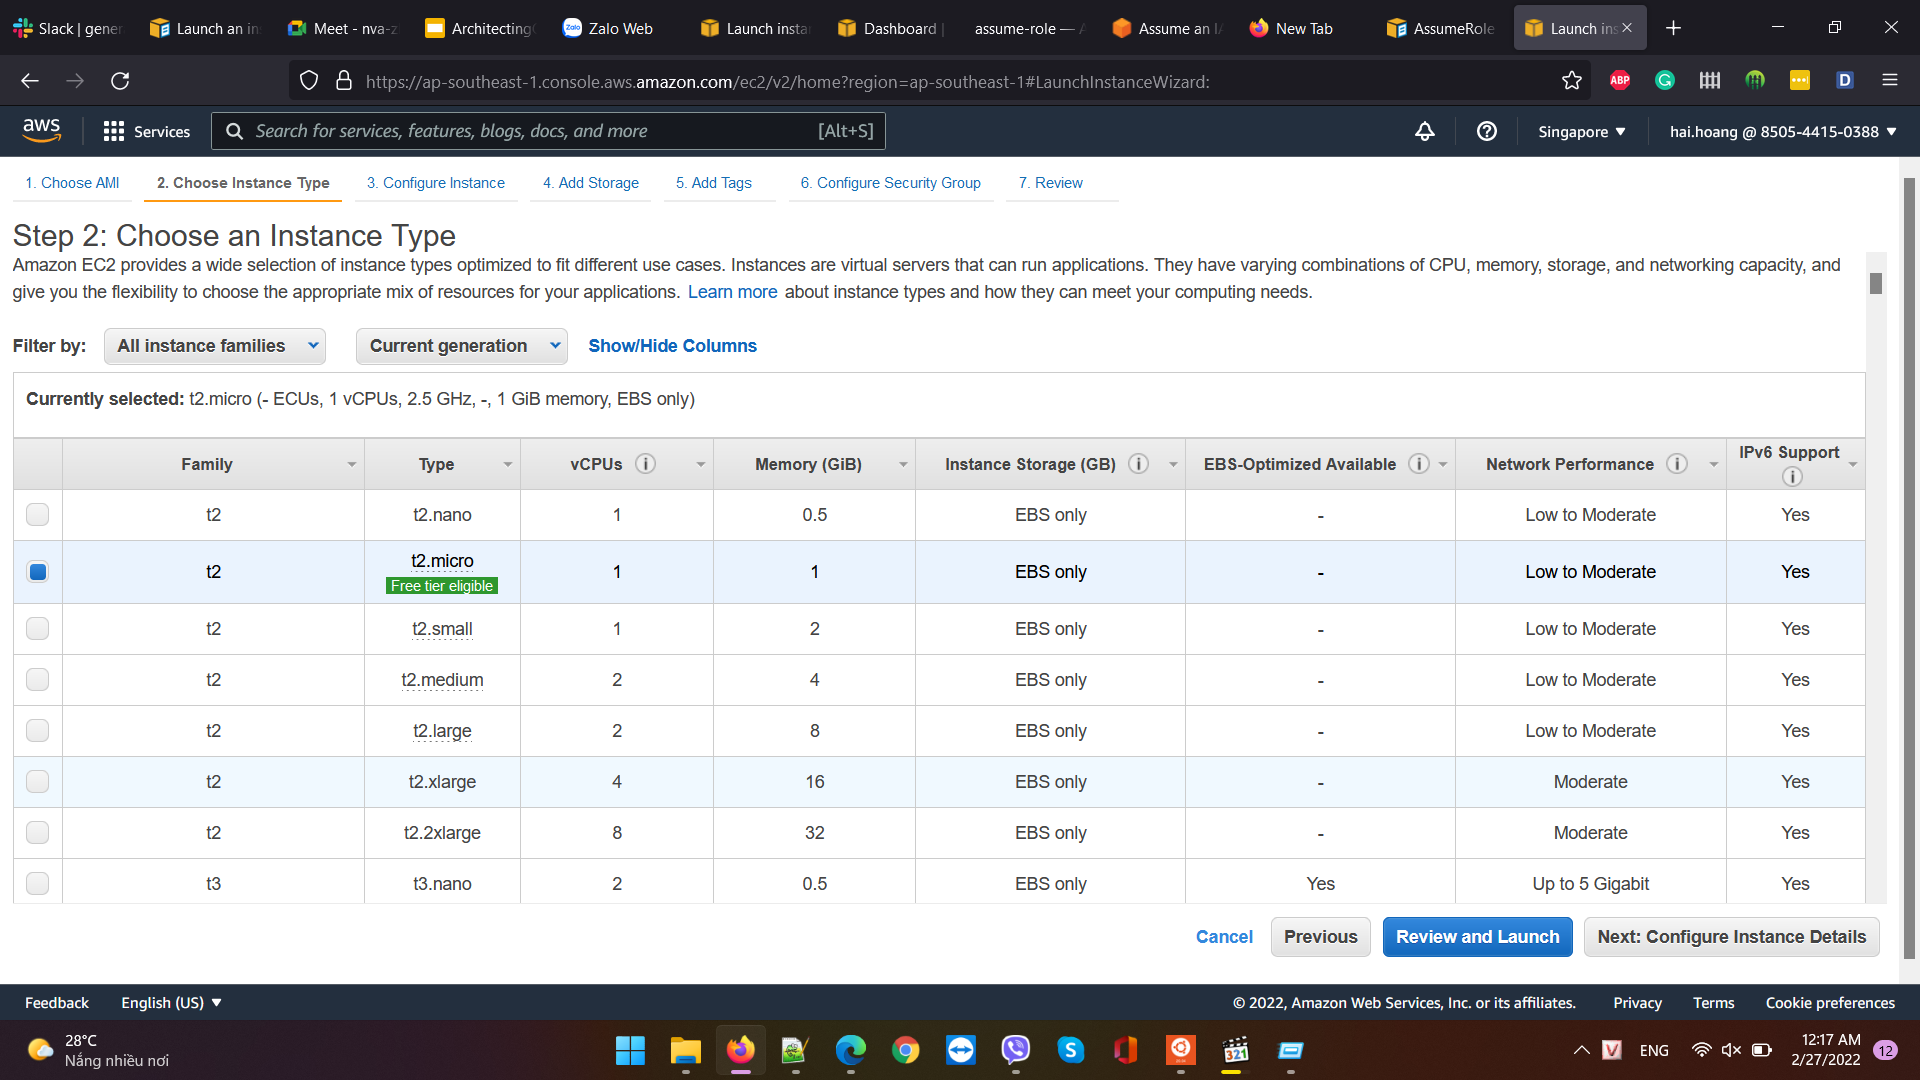 Slack | gener
Launch an in
Meet - nva-z
Architecting
Zalo Web
Launch insta
Dashboard |
assume-role — A
Assume an IA
New Tab
AssumeRole
Launch ins
https://ap-southeast-1.console.aws.amazon.com/ec2/v2/home?region=ap-southeast-1#LaunchInstanceWizard:
ABP
aws
Services
Search for services, features, blogs, docs, and more
[Alt+S]
Singapore
hai.hoang @ 8505-4415-0388
1. Choose AMI
2. Choose Instance Type
3. Configure Instance
4. Add Storage
5. Add Tags
6. Configure Security Group
7. Review
Step 2: Choose an Instance Type
Amazon EC2 provides a wide selection of instance types optimized to fit different use cases. Instances are virtual servers that can run applications. They have varying combinations of CPU, memory, storage, and networking capacity, and
give you the flexibility to choose the appropriate mix of resources for your applications. Learn more about instance types and how they can meet your computing needs.
Filter by: All instance families Current generation Show/Hide Columns
Currently selected: t2.micro (- ECUs, 1 vCPUs, 2.5 GHz, -, 1 GiB memory, EBS only)
Family Type vCPUs Memory (GiB) Instance Storage (GB) EBS-Optimized Available Network Performance IPv6 Support
t2 t2.nano 1 0.5 EBS only - Low to Moderate Yes
t2 t2.micro 1 1 EBS only - Low to Moderate Yes
Free tier eligible
t2 t2.small 1 2 EBS only - Low to Moderate Yes
t2 t2.medium 2 4 EBS only - Low to Moderate Yes
t2 t2.large 2 8 EBS only - Low to Moderate Yes
t2 t2.xlarge 4 16 EBS only - Moderate Yes
t2 t2.2xlarge 8 32 EBS only - Moderate Yes
t3 t3.nano 2 0.5 EBS only Yes Up to 5 Gigabit Yes
Cancel Previous Review and Launch Next: Configure Instance Details
Feedback English (US)
© 2022, Amazon Web Services, Inc. or its affiliates. Privacy Terms Cookie preferences
28°C
Nắng nhiều nơi
321
V ENG
12:17 AM
2/27/2022
12